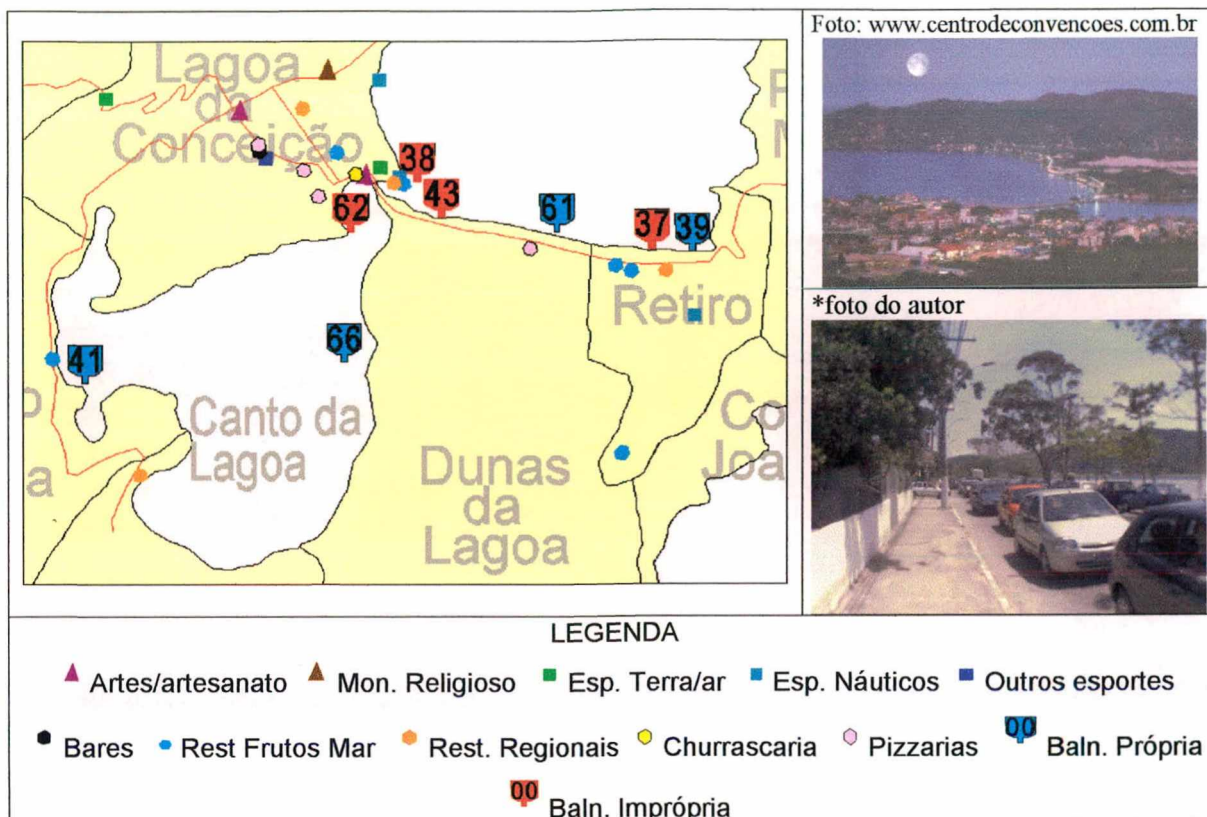 Foto: www.centrodeconvencoes.com.br
Lagoa
da
Conceição
38
43
62
61
37
39
Retiro
41
66
Canto da
Lagoa
Dunas
da
Lagoa
Co
Joa
a
*foto do autor
LEGENDA
Artes/artesanato Mon. Religioso Esp. Terra/ar Esp. Náuticos Outros esportes
Bares Rest Frutos Mar Rest. Regionais Churrascaria Pizzarias 00 Baln. Própria
00 Baln. Imprópria